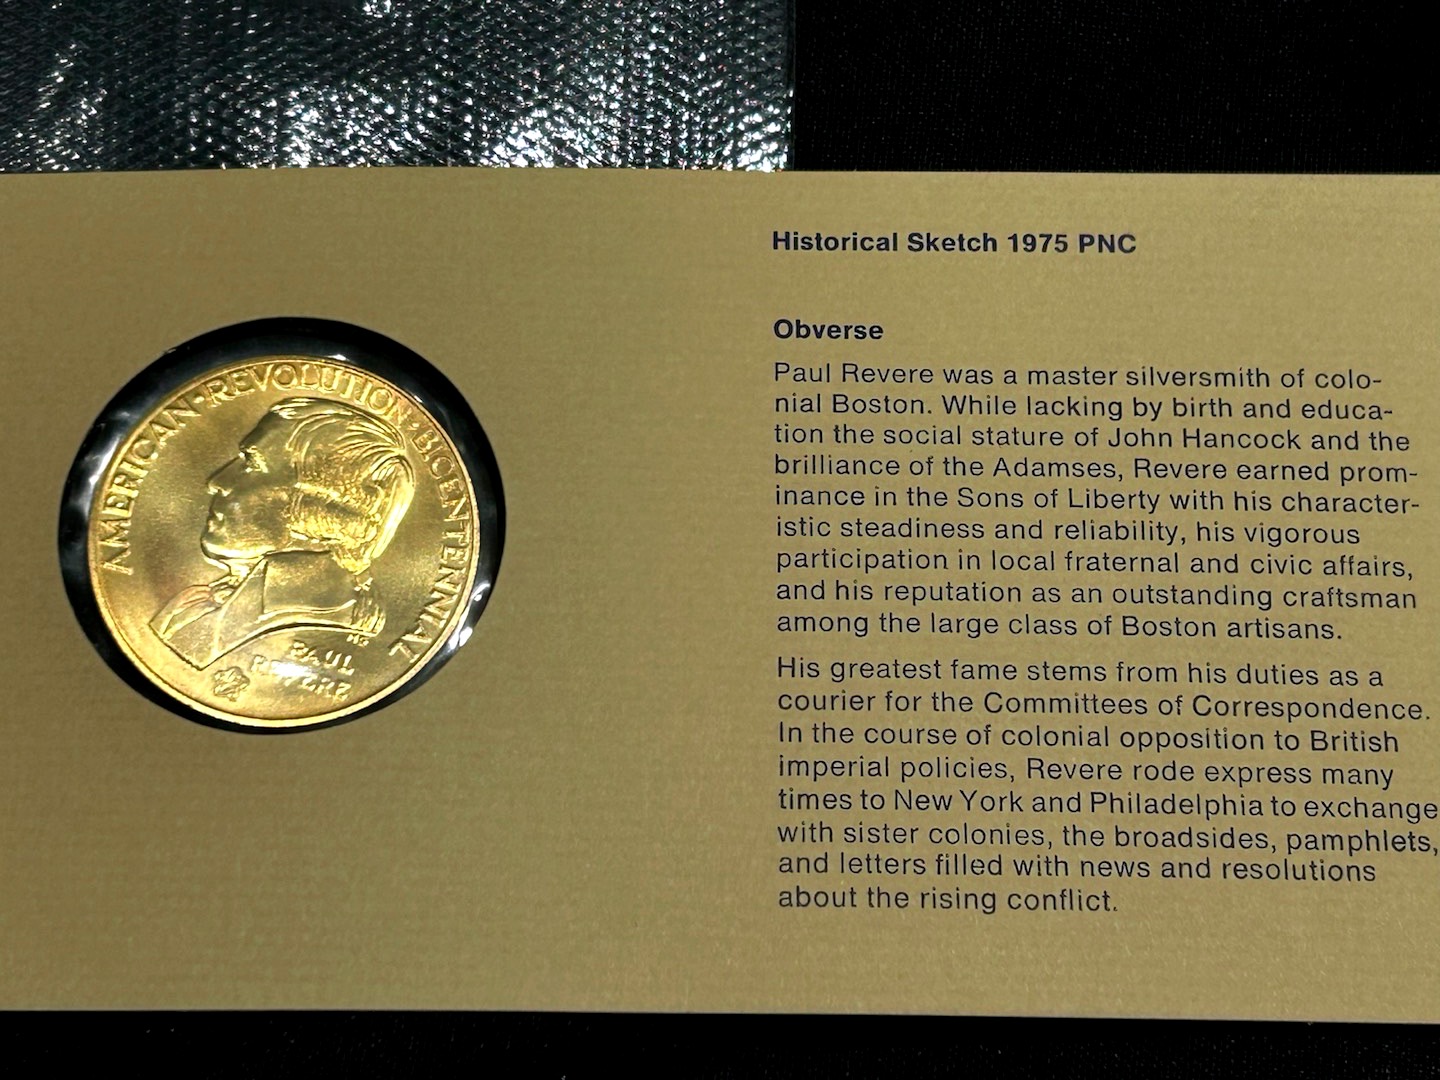 AMERICAN·REVOLUTION·BICENTENNIAL
PAUL
REVERE
Historical Sketch 1975 PNC
Obverse
Paul Revere was a master silversmith of colo-
nial Boston. While lacking by birth and educa-
tion the social stature of John Hancock and the
brilliance of the Adamses, Revere earned prom-
inance in the Sons of Liberty with his character-
istic steadiness and reliability, his vigorous
participation in local fraternal and civic affairs,
and his reputation as an outstanding craftsman
among the large class of Boston artisans.
His greatest fame stems from his duties as a
courier for the Committees of Correspondence.
In the course of colonial opposition to British
imperial policies, Revere rode express many
times to New York and Philadelphia to exchange
with sister colonies, the broadsides, pamphlets,
and letters filled with news and resolutions
about the rising conflict.